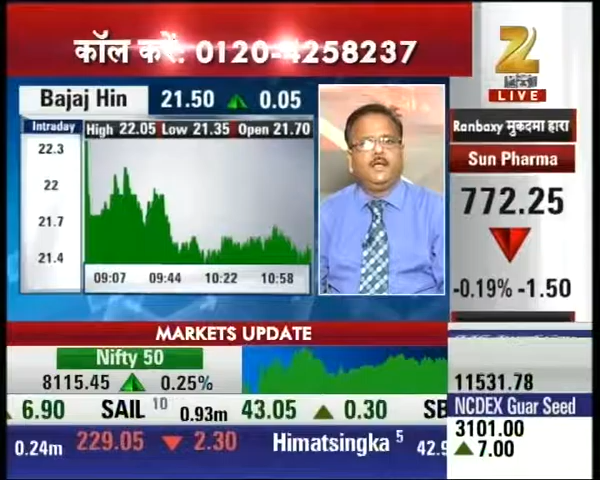 कॉल करें: 0120-4258237
Z
LIVE
Bajaj Hin 21.50 0.05
Intraday High 22.05 Low 21.35 Open 21.70
22.3
22
21.7
21.4
09:07 09:44 10:22 10:58
Ranbaxy मुकदमा हारा
Sun Pharma
772.25
-0.19% -1.50
MARKETS UPDATE
Nifty 50
8115.45 0.25%
11531.78
NCDEX Guar Seed
3101.00
7.00
6.90 SAIL 10 0.93m 43.05 0.30 SB
0.24m 229.05 2.30 Himatsingka 5 42.9